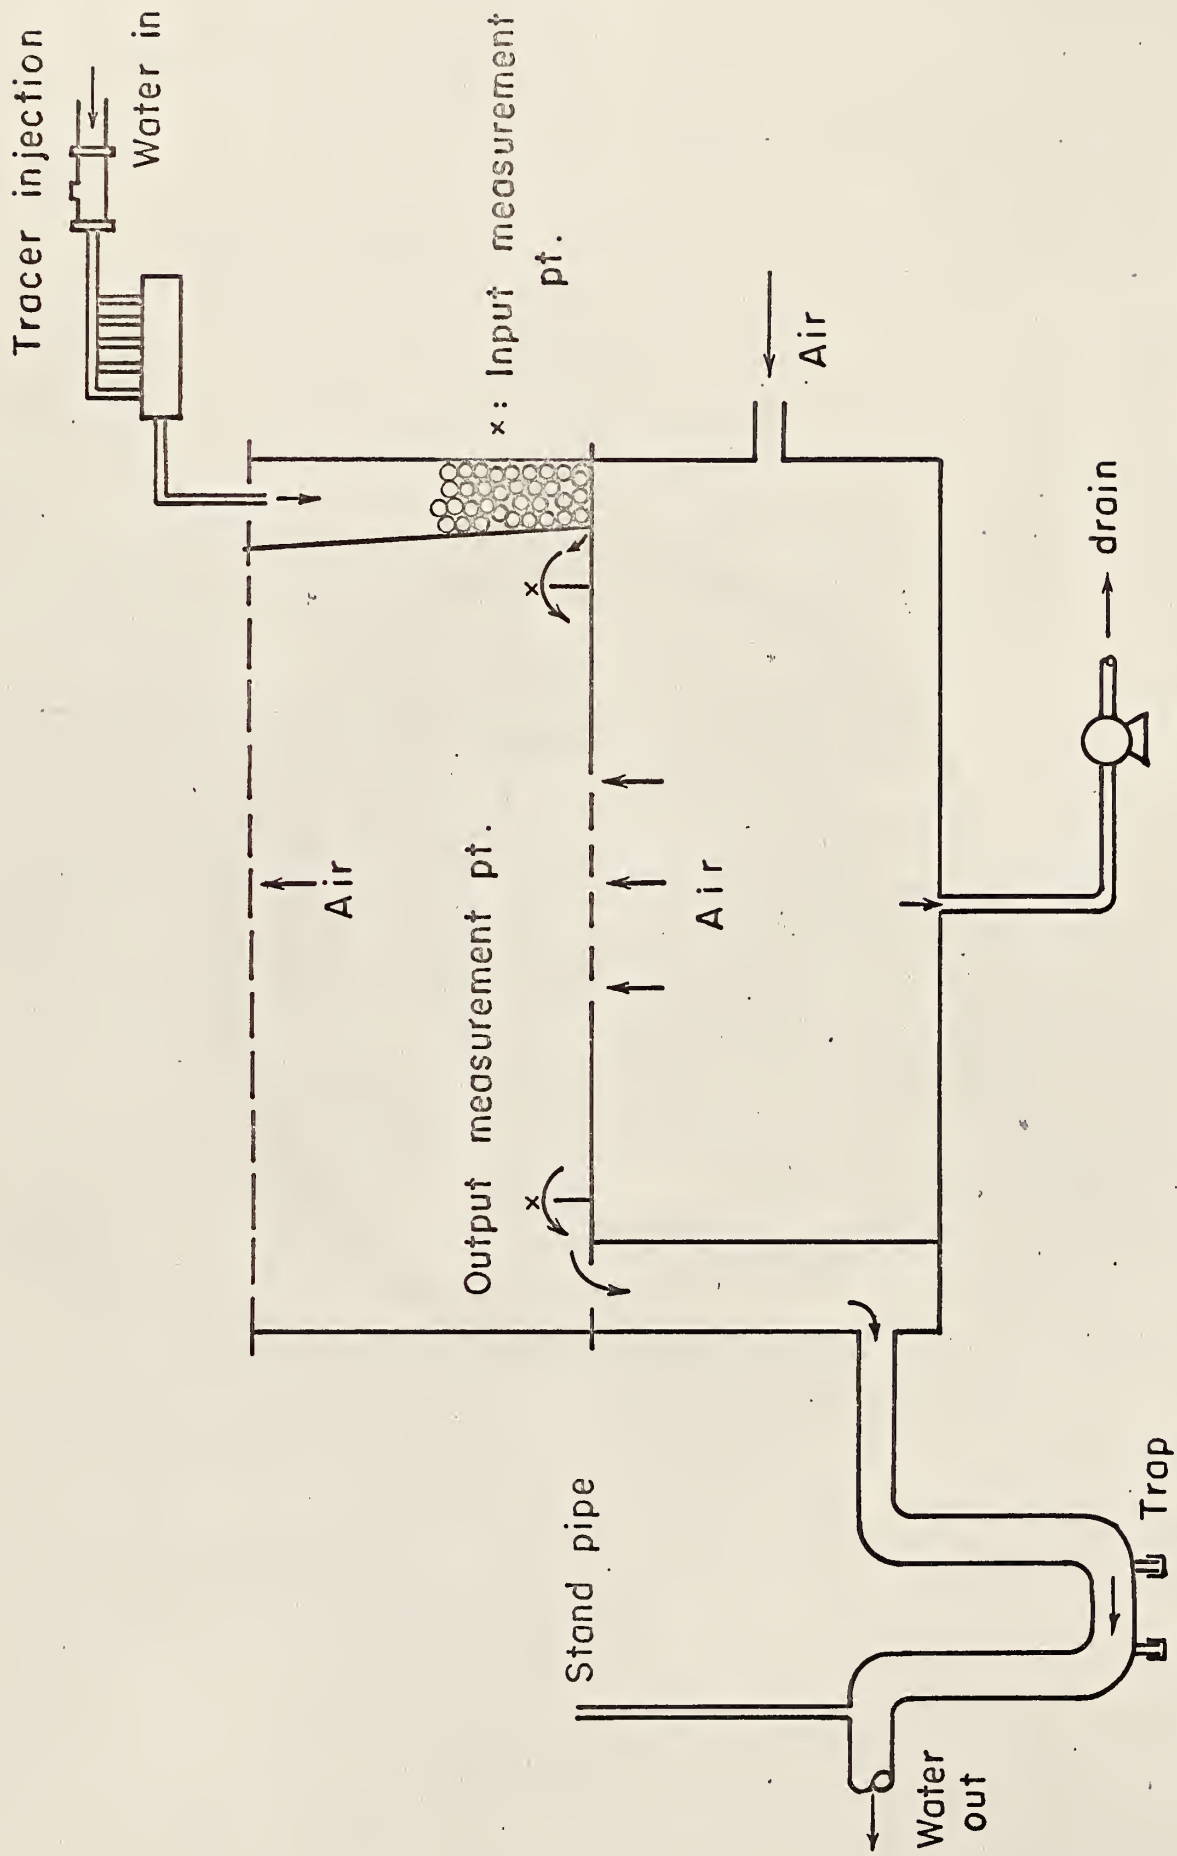 Tracer injection
Water in
x: Input measurement
pt.
Air
Output measurement pt.
Air
Air
drain
Stand pipe
Trap
Water
out